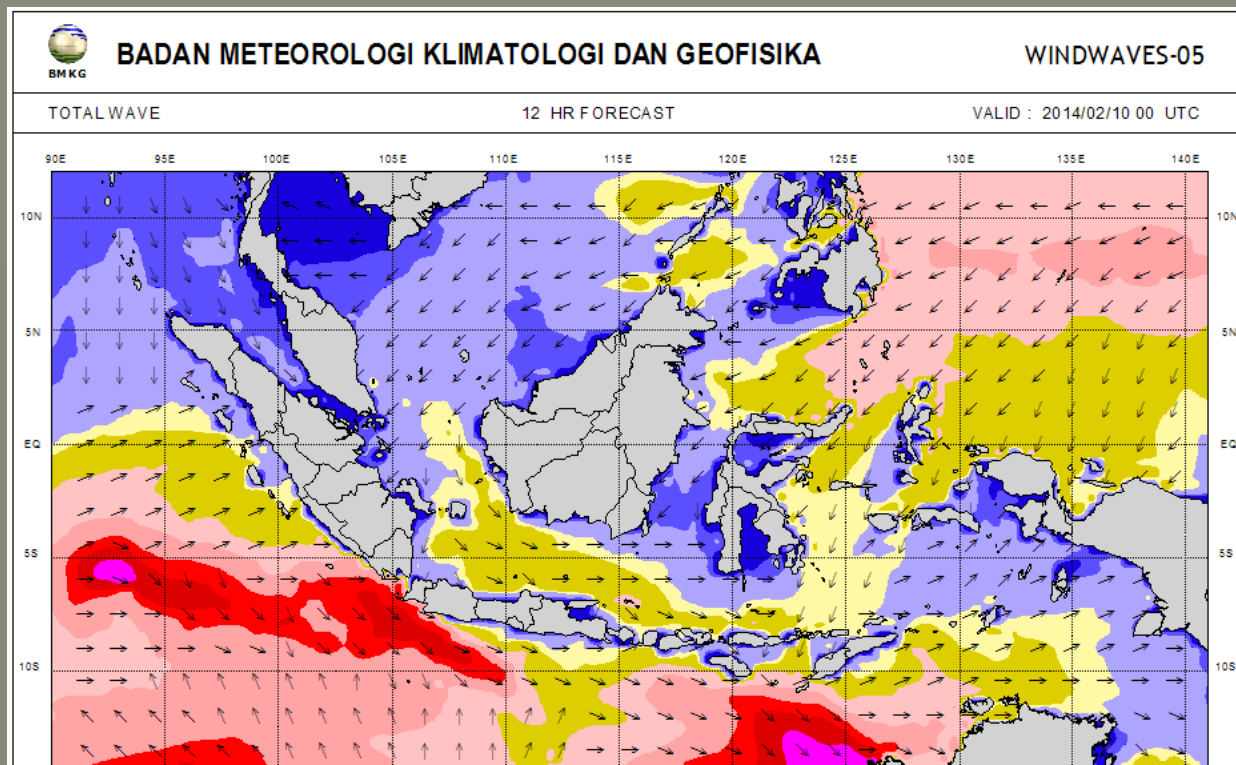 BMKG
BADAN METEOROLOGI KLIMATOLOGI DAN GEOFISIKA
WINDWAVES-05
TOTAL WAVE
12 HR FORECAST
VALID : 2014/02/10 00 UTC
90E 95E 100E 105E 110E 115E 120E 125E 130E 135E 140E
10N 10N
5N 5N
EQ EQ
5S 5S
10S 10S